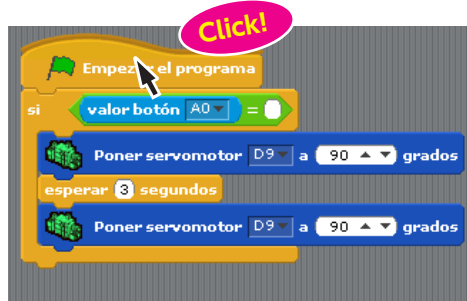 Click!
Empezar el programa
si valor botón A0 =
Poner servomotor D9 a 90 grados
esperar 3 segundos
Poner servomotor D9 a 90 grados